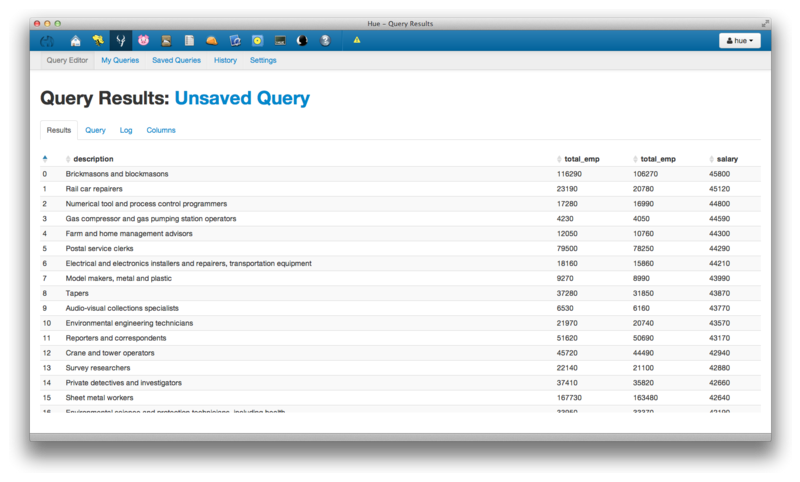 Hue – Query Results
hue
Query Editor My Queries Saved Queries History Settings
Query Results: Unsaved Query
Results Query Log Columns
description total_emp total_emp salary
0 Brickmasons and blockmasons 116290 106270 45800
1 Rail car repairers 23190 20780 45120
2 Numerical tool and process control programmers 17280 16990 44800
3 Gas compressor and gas pumping station operators 4230 4050 44590
4 Farm and home management advisors 12050 10760 44300
5 Postal service clerks 79500 78250 44290
6 Electrical and electronics installers and repairers, transportation equipment 18160 15860 44210
7 Model makers, metal and plastic 9270 8990 43990
8 Tapers 37280 31850 43870
9 Audio-visual collections specialists 6530 6160 43770
10 Environmental engineering technicians 21970 20740 43570
11 Reporters and correspondents 51620 50690 43170
12 Crane and tower operators 45720 44490 42940
13 Survey researchers 22140 21100 42880
14 Private detectives and investigators 37410 35820 42660
15 Sheet metal workers 167730 163480 42640
16 Environmental science and protection technicians, including health